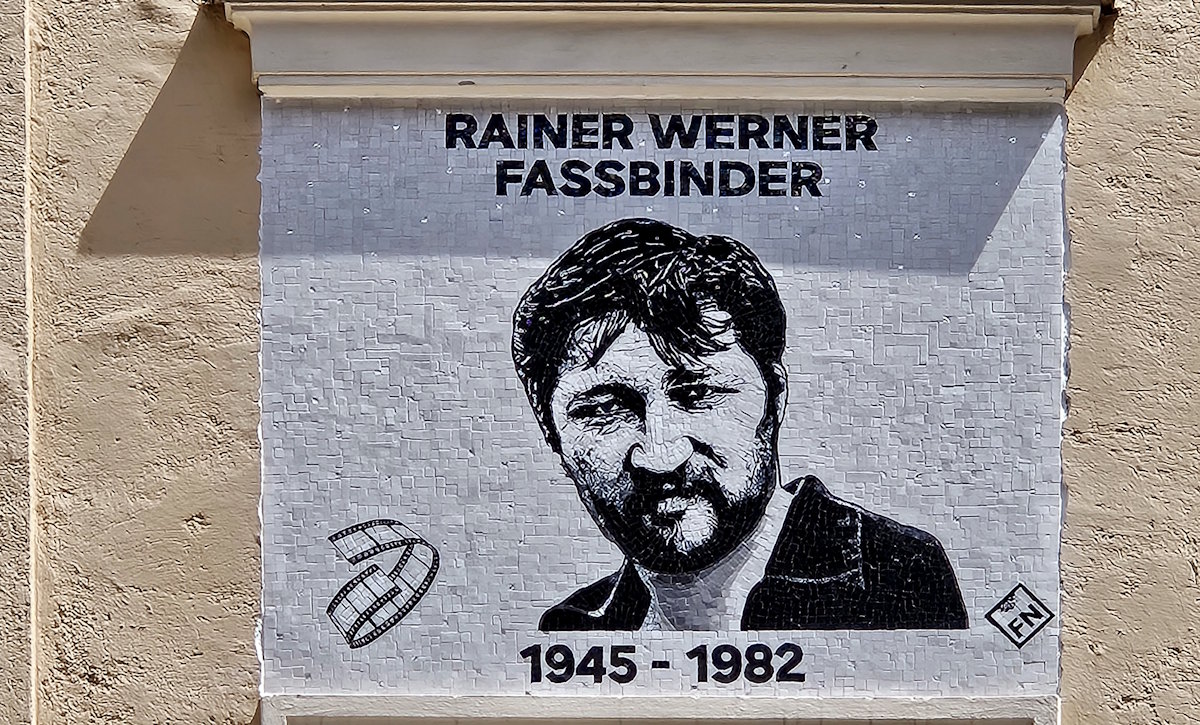 RAINER WERNER
FASSBINDER
FN
1945 - 1982